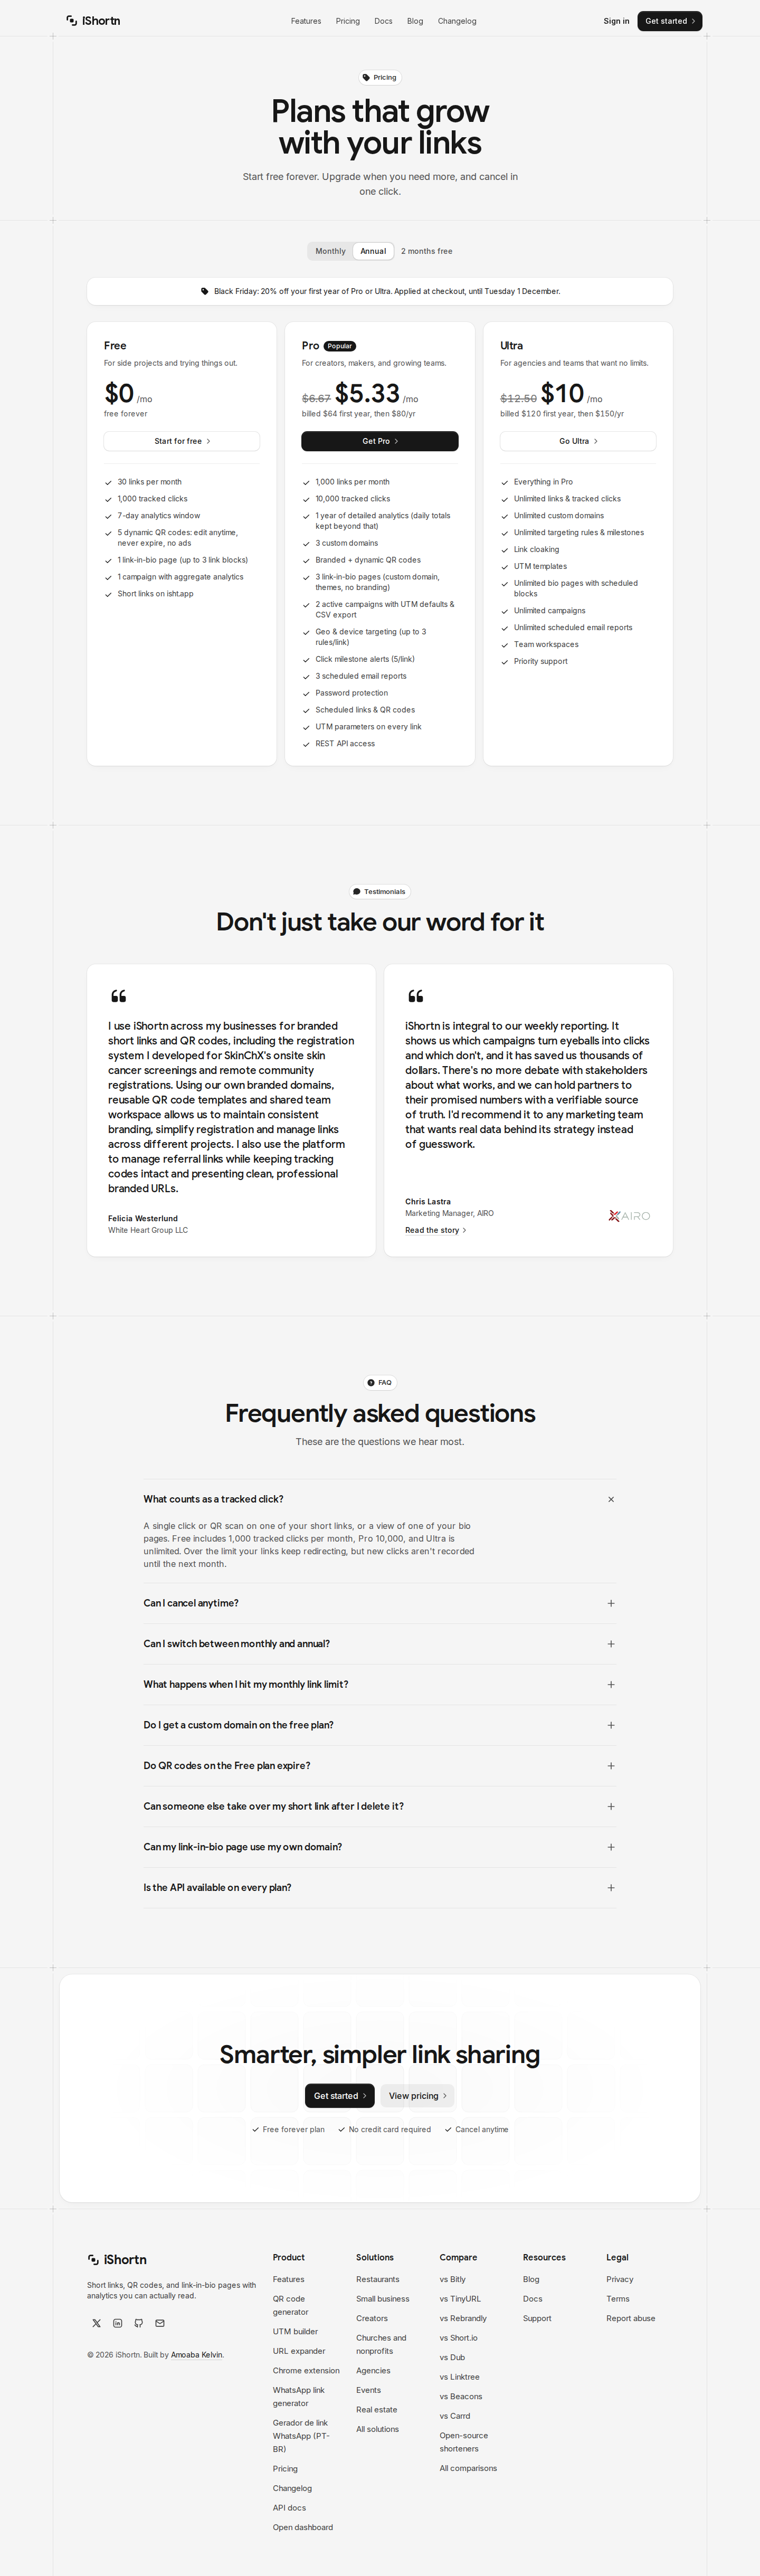 iShortn
Features
Pricing
Docs
Blog
Changelog
Sign in
Get started
Pricing
Plans that grow
with your links
Start free forever. Upgrade when you need more, and cancel in
one click.
Monthly
Annual
2 months free
Black Friday: 20% off your first year of Pro or Ultra. Applied at checkout, until Tuesday 1 December.
Free
For side projects and trying things out.
$0 /mo
free forever
Start for free
30 links per month
1,000 tracked clicks
7-day analytics window
5 dynamic QR codes: edit anytime,
never expire, no ads
1 link-in-bio page (up to 3 link blocks)
1 campaign with aggregate analytics
Short links on isht.app
Pro Popular
For creators, makers, and growing teams.
$6.67 $5.33 /mo
billed $64 first year, then $80/yr
Get Pro
1,000 links per month
10,000 tracked clicks
1 year of detailed analytics (daily totals
kept beyond that)
3 custom domains
Branded + dynamic QR codes
3 link-in-bio pages (custom domain,
themes, no branding)
2 active campaigns with UTM defaults &
CSV export
Geo & device targeting (up to 3
rules/link)
Click milestone alerts (5/link)
3 scheduled email reports
Password protection
Scheduled links & QR codes
UTM parameters on every link
REST API access
Ultra
For agencies and teams that want no limits.
$12.50 $10 /mo
billed $120 first year, then $150/yr
Go Ultra
Everything in Pro
Unlimited links & tracked clicks
Unlimited custom domains
Unlimited targeting rules & milestones
Link cloaking
UTM templates
Unlimited bio pages with scheduled
blocks
Unlimited campaigns
Unlimited scheduled email reports
Team workspaces
Priority support
Testimonials
Don't just take our word for it
I use iShortn across my businesses for branded
short links and QR codes, including the registration
system I developed for SkinChX's onsite skin
cancer screenings and remote community
registrations. Using our own branded domains,
reusable QR code templates and shared team
workspace allows us to maintain consistent
branding, simplify registration and manage links
across different projects. I also use the platform
to manage referral links while keeping tracking
codes intact and presenting clean, professional
branded URLs.
Felicia Westerlund
White Heart Group LLC
iShortn is integral to our weekly reporting. It
shows us which campaigns turn eyeballs into clicks
and which don't, and it has saved us thousands of
dollars. There's no more debate with stakeholders
about what works, and we can hold partners to
their promised numbers with a verifiable source
of truth. I'd recommend it to any marketing team
that wants real data behind its strategy instead
of guesswork.
Chris Lastra
Marketing Manager, AIRO
Read the story
AIRO
FAQ
Frequently asked questions
These are the questions we hear most.
What counts as a tracked click?
A single click or QR scan on one of your short links, or a view of one of your bio
pages. Free includes 1,000 tracked clicks per month, Pro 10,000, and Ultra is
unlimited. Over the limit your links keep redirecting, but new clicks aren't recorded
until the next month.
Can I cancel anytime?
Can I switch between monthly and annual?
What happens when I hit my monthly link limit?
Do I get a custom domain on the free plan?
Do QR codes on the Free plan expire?
Can someone else take over my short link after I delete it?
Can my link-in-bio page use my own domain?
Is the API available on every plan?
Smarter, simpler link sharing
Get started
View pricing
Free forever plan
No credit card required
Cancel anytime
iShortn
Short links, QR codes, and link-in-bio pages with
analytics you can actually read.
© 2026 iShortn. Built by Amoaba Kelvin.
Product
Features
QR code
generator
UTM builder
URL expander
Chrome extension
WhatsApp link
generator
Gerador de link
WhatsApp (PT-
BR)
Pricing
Changelog
API docs
Open dashboard
Solutions
Restaurants
Small business
Creators
Churches and
nonprofits
Agencies
Events
Real estate
All solutions
Compare
vs Bitly
vs TinyURL
vs Rebrandly
vs Short.io
vs Dub
vs Linktree
vs Beacons
vs Carrd
Open-source
shorteners
All comparisons
Resources
Blog
Docs
Support
Legal
Privacy
Terms
Report abuse